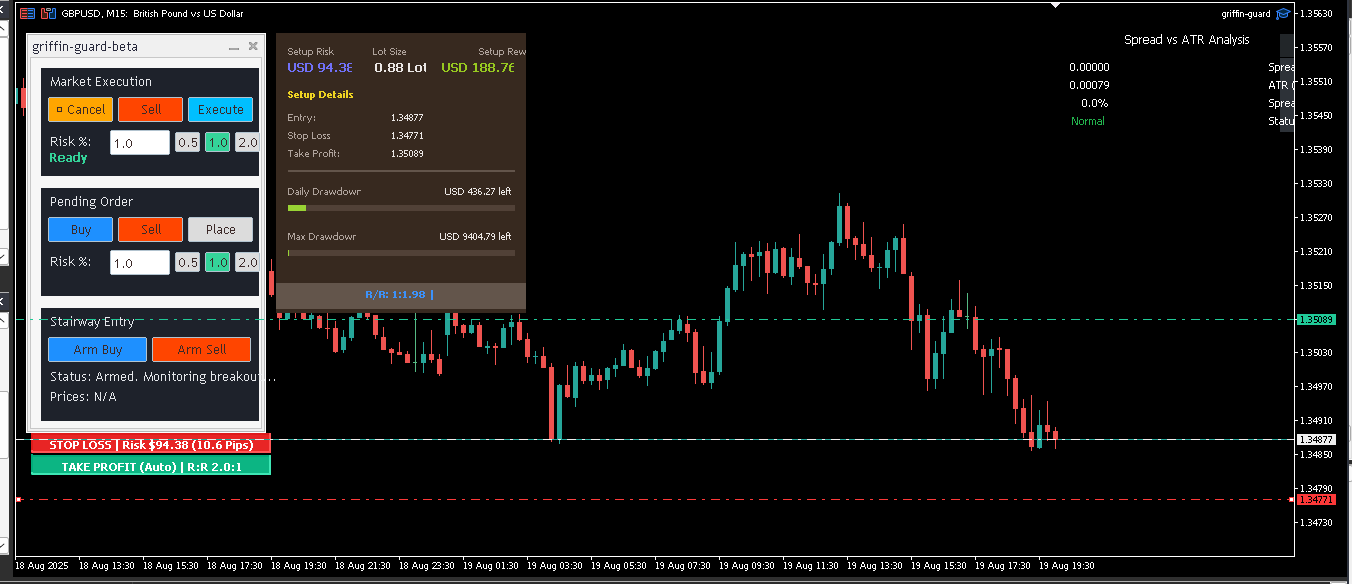 GBPUSD, M15: British Pound vs US Dollar
griffin-guard
griffin-guard-beta
Market Execution
Cancel Sell Execute
Risk %: 1.0 0.5 1.0 2.0
Ready
Pending Order
Buy Sell Place
Risk %: 1.0 0.5 1.0 2.0
Stairway Entry
Arm Buy Arm Sell
Status: Armed. Monitoring breakout...
Prices: N/A
STOP LOSS | Risk $94.38 (10.6 Pips)
TAKE PROFIT (Auto) | R:R 2.0:1
Setup Risk Lot Size Setup Rew
USD 94.38 0.88 Lot USD 188.76
Setup Details
Entry: 1.34877
Stop Loss 1.34771
Take Profit: 1.35089
Daily Drawdown USD 436.27 left
Max Drawdown USD 9404.79 left
R/R: 1:1.98 |
Spread vs ATR Analysis
0.00000 Sprea
0.00079 ATR (
0.0% Sprea
Normal Statu
1.35630
1.35570
1.35510
1.35450
1.35390
1.35330
1.35270
1.35210
1.35150
1.35089
1.35030
1.34970
1.34910
1.34877
1.34850
1.34790
1.34771
1.34730
18 Aug 2025 18 Aug 13:30 18 Aug 15:30 18 Aug 17:30 18 Aug 19:30 18 Aug 21:30 18 Aug 23:30 19 Aug 01:30 19 Aug 03:30 19 Aug 05:30 19 Aug 07:30 19 Aug 09:30 19 Aug 11:30 19 Aug 13:30 19 Aug 15:30 19 Aug 17:30 19 Aug 19:30